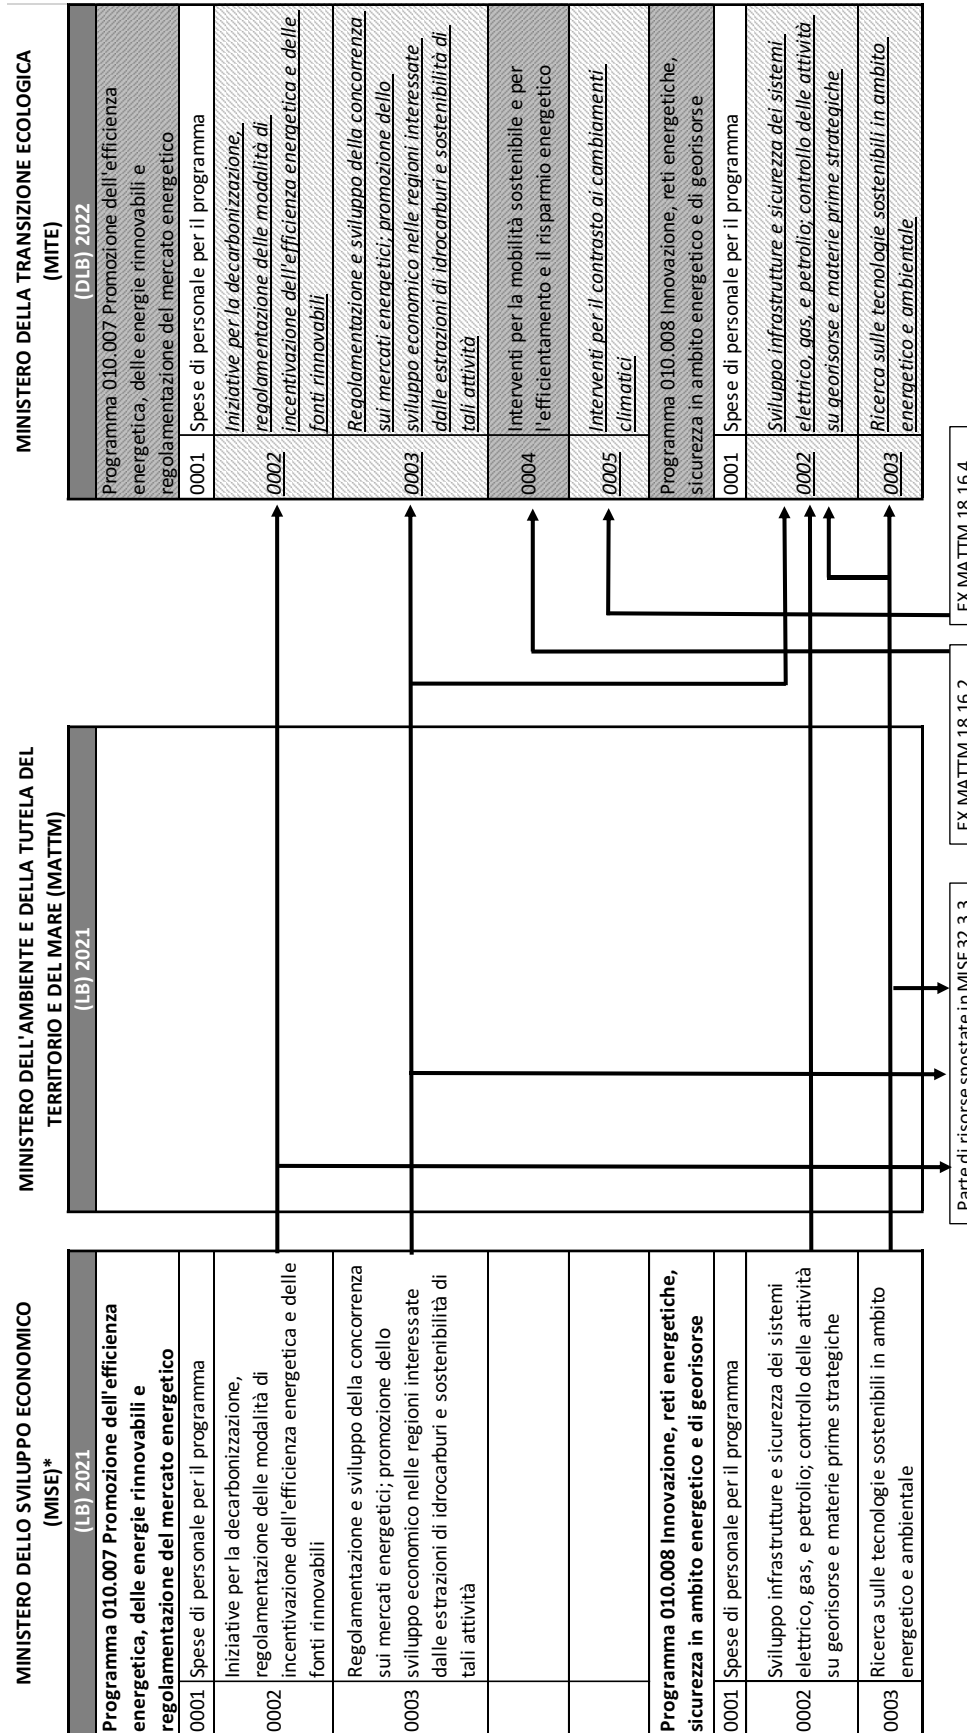 MINISTERO DELLO SVILUPPO ECONOMICO
(MISE)*
(LB) 2021
Programma 010.007 Promozione dell'efficienza
energetica, delle energie rinnovabili e
regolamentazione del mercato energetico
0001 Spese di personale per il programma
0002
Iniziative per la decarbonizzazione,
regolamentazione delle modalità di
incentivazione dell'efficienza energetica e delle
fonti rinnovabili
0003
Regolamentazione e sviluppo della concorrenza
sui mercati energetici; promozione dello
sviluppo economico nelle regioni interessate
dalle estrazioni di idrocarburi e sostenibilità di
tali attività
Programma 010.008 Innovazione, reti energetiche,
sicurezza in ambito energetico e di georisorse
0001 Spese di personale per il programma
0002
Sviluppo infrastrutture e sicurezza dei sistemi
elettrico, gas, e petrolio; controllo delle attività
su georisorse e materie prime strategiche
0003
Ricerca sulle tecnologie sostenibili in ambito
energetico e ambientale
MINISTERO DELL'AMBIENTE E DELLA TUTELA DEL
TERRITORIO E DEL MARE (MATTM)
(LB) 2021
Parte di risorse spostate in MISE 32.3.3
EX MATTM 18.16.2
EX MATTM 18.16.4
MINISTERO DELLA TRANSIZIONE ECOLOGICA
(MITE)
(DLB) 2022
Programma 010.007 Promozione dell'efficienza
energetica, delle energie rinnovabili e
regolamentazione del mercato energetico
0001 Spese di personale per il programma
0002
Iniziative per la decarbonizzazione,
regolamentazione delle modalità di
incentivazione dell'efficienza energetica e delle
fonti rinnovabili
0003
Regolamentazione e sviluppo della concorrenza
sui mercati energetici; promozione dello
sviluppo economico nelle regioni interessate
dalle estrazioni di idrocarburi e sostenibilità di
tali attività
0004
Interventi per la mobilità sostenibile e per
l'efficientamento e il risparmio energetico
0005
Interventi per il contrasto ai cambiamenti
climatici
Programma 010.008 Innovazione, reti energetiche,
sicurezza in ambito energetico e di georisorse
0001 Spese di personale per il programma
0002
Sviluppo infrastrutture e sicurezza dei sistemi
elettrico, gas, e petrolio; controllo delle attività
su georisorse e materie prime strategiche
0003
Ricerca sulle tecnologie sostenibili in ambito
energetico e ambientale